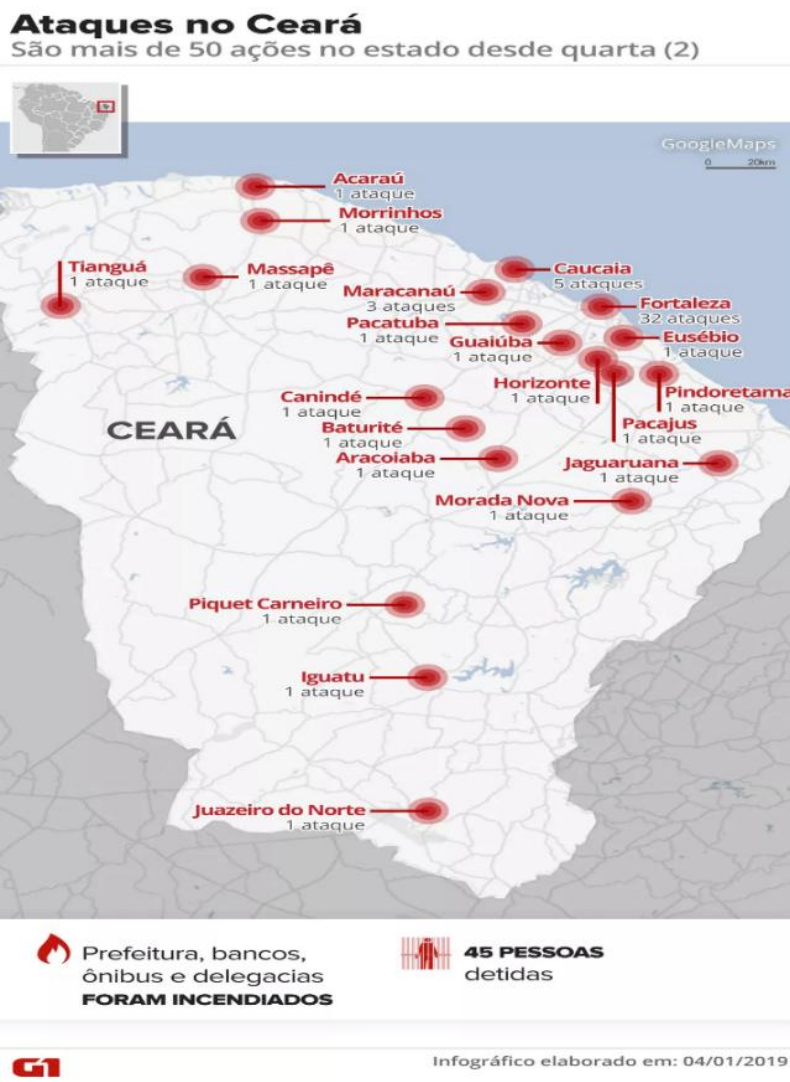 Ataques no Ceará
São mais de 50 ações no estado desde quarta (2)
GoogleMaps
0 20km
Acaraú
1 ataque
Morrinhos
1 ataque
Tianguá
1 ataque
Massapê
1 ataque
Caucaia
5 ataques
Maracanaú
3 ataques
Fortaleza
32 ataques
Pacatuba
1 ataque
Guaiúba
1 ataque
Eusébio
1 ataque
Horizonte
1 ataque
Pindoretama
1 ataque
Canindé
1 ataque
Baturité
1 ataque
Pacajus
1 ataque
CEARÁ
Aracoiaba
1 ataque
Jaguaruana
1 ataque
Morada Nova
1 ataque
Piquet Carneiro
1 ataque
Iguatu
1 ataque
Juazeiro do Norte
1 ataque
Prefeitura, bancos,
ônibus e delegacias
FORAM INCENDIADOS
45 PESSOAS
detidas
G1
Infográfico elaborado em: 04/01/2019